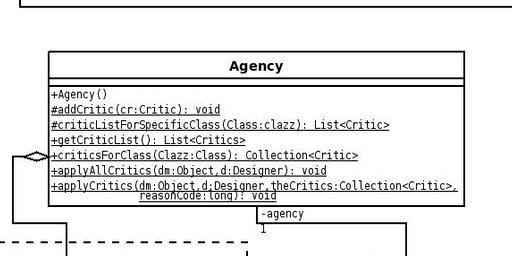 Agency
+Agency()
#addCritic(cr:Critic): void
#criticListForSpecificClass(Class:clazz): List<Critic>
+getCriticList(): List<Critics>
+criticsForClass(Clazz:Class): Collection<Critic>
+applyAllCritics(dm:Object,d:Designer): void
+applyCritics(dm:Object,d:Designer,theCritics:Collection<Critic>,
reasonCode:long): void
-agency
1